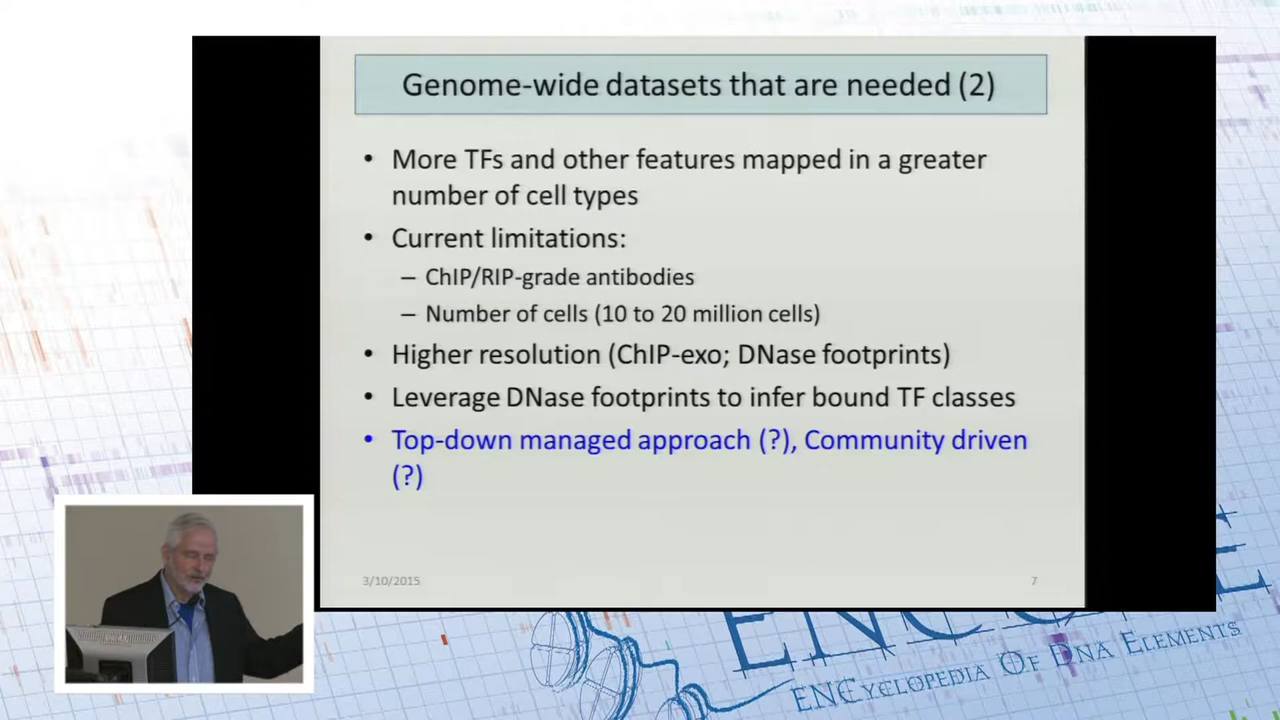 Genome-wide datasets that are needed (2)
• More TFs and other features mapped in a greater
number of cell types
• Current limitations:
– ChIP/RIP-grade antibodies
– Number of cells (10 to 20 million cells)
• Higher resolution (ChIP-exo; DNase footprints)
• Leverage DNase footprints to infer bound TF classes
• Top-down managed approach (?), Community driven
(?)
3/10/2015
7
ENCODE
ENCYCLOPEDIA OF DNA ELEMENTS